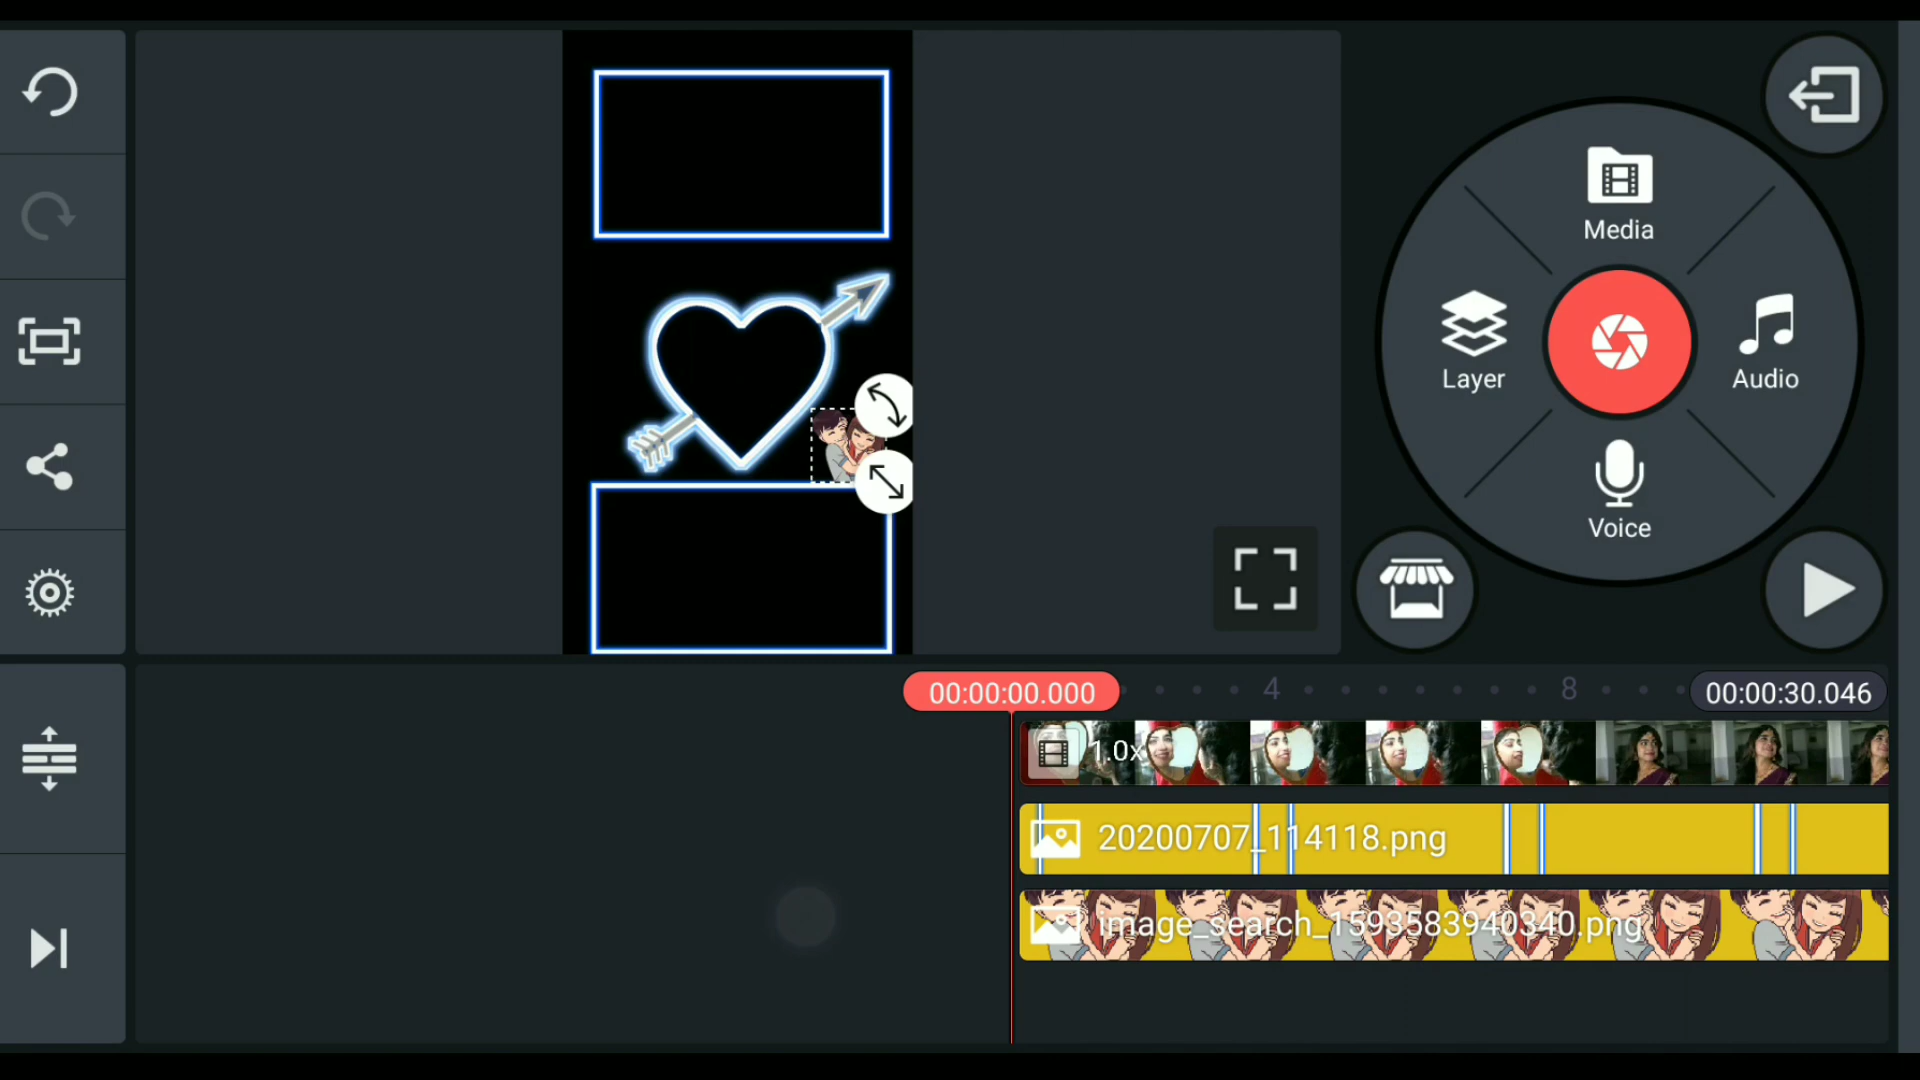 Media
Layer
Audio
Voice
00:00:00.000
4
8
00:00:30.046
1.0x
20200707_114118.png
image_search_1593583940340.png